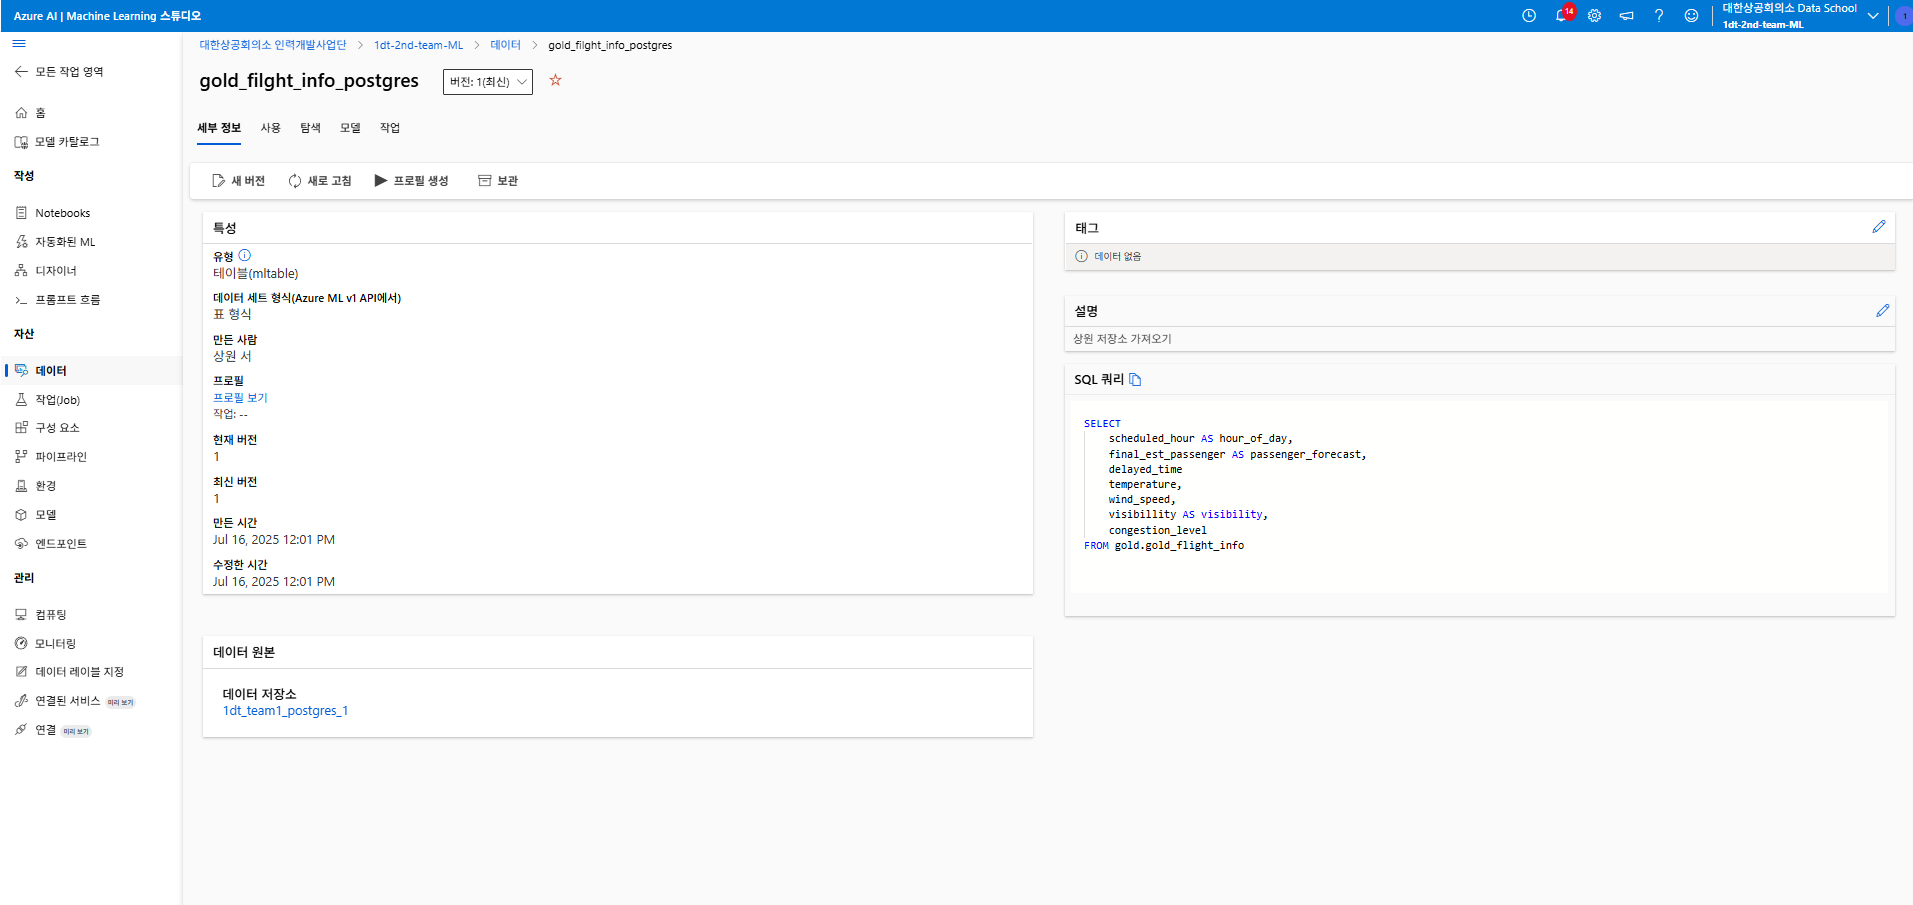 Azure AI | Machine Learning 스튜디오
14
대한상공회의소 Data School
1dt-2nd-team-ML
1
모든 작업 영역
홈
모델 카탈로그
작성
Notebooks
자동화된 ML
디자이너
프롬프트 흐름
자산
데이터
작업(Job)
구성 요소
파이프라인
환경
모델
엔드포인트
관리
컴퓨팅
모니터링
데이터 레이블 지정
연결된 서비스 미리 보기
연결 미리 보기
대한상공회의소 인력개발사업단 > 1dt-2nd-team-ML > 데이터 > gold_filght_info_postgres
gold_filght_info_postgres
버전: 1(최신)
세부 정보 사용 탐색 모델 작업
새 버전 새로 고침 프로필 생성 보관
특성
유형
테이블(mltable)
데이터 세트 형식(Azure ML v1 API에서)
표 형식
만든 사람
상원 서
프로필
프로필 보기
작업: --
현재 버전
1
최신 버전
1
만든 시간
Jul 16, 2025 12:01 PM
수정한 시간
Jul 16, 2025 12:01 PM
데이터 원본
데이터 저장소
1dt_team1_postgres_1
태그
데이터 없음
설명
상원 저장소 가져오기
SQL 쿼리
SELECT
scheduled_hour AS hour_of_day,
final_est_passenger AS passenger_forecast,
delayed_time
temperature,
wind_speed,
visibillity AS visibility,
congestion_level
FROM gold.gold_flight_info